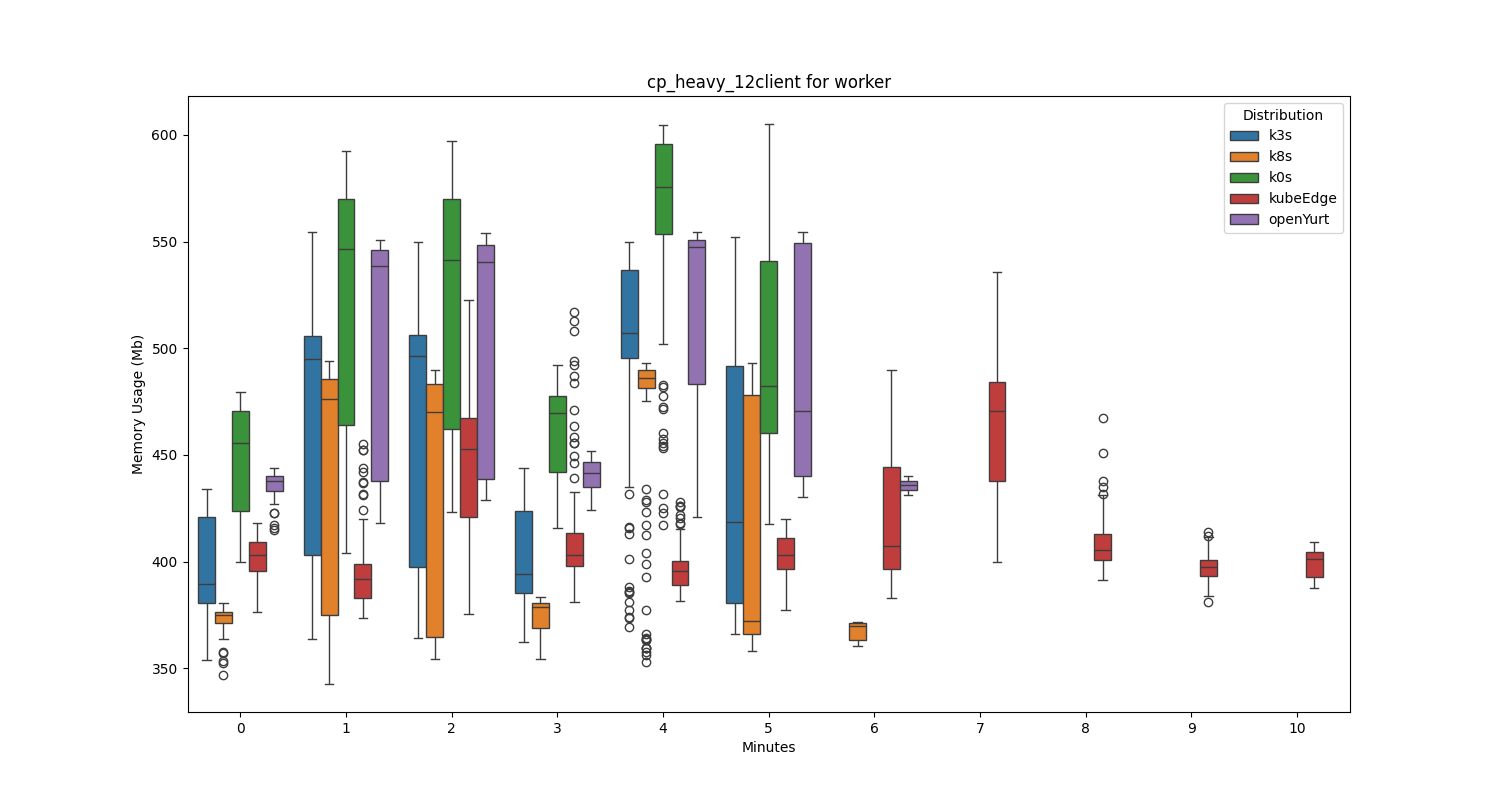 cp_heavy_12client for worker
Distribution
k3s
k8s
k0s
kubeEdge
openYurt
Memory Usage (Mb)
600
550
500
450
400
350
0 1 2 3 4 5 6 7 8 9 10
Minutes